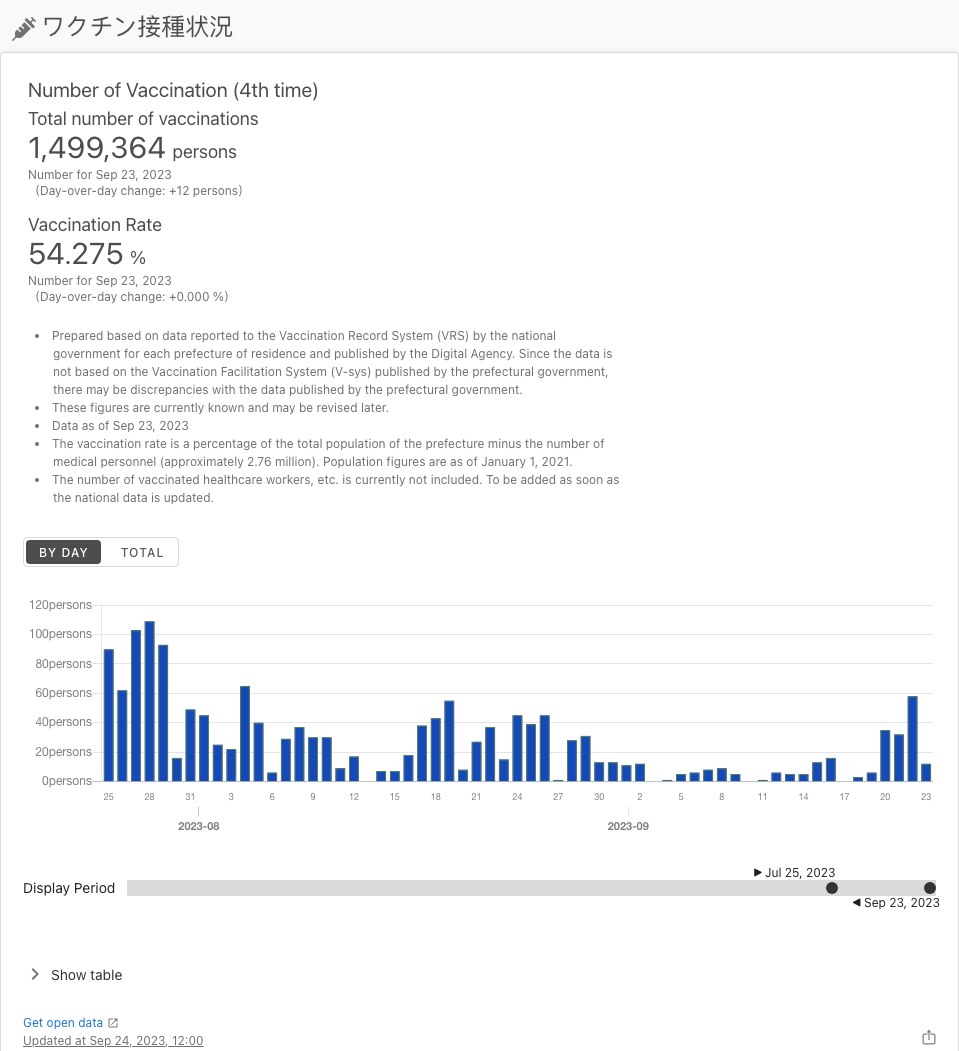 ワクチン接種状況
Number of Vaccination (4th time)
Total number of vaccinations
1,499,364 persons
Number for Sep 23, 2023
(Day-over-day change: +12 persons)
Vaccination Rate
54.275 %
Number for Sep 23, 2023
(Day-over-day change: +0.000 %)
• Prepared based on data reported to the Vaccination Record System (VRS) by the national
government for each prefecture of residence and published by the Digital Agency. Since the data is
not based on the Vaccination Facilitation System (V-sys) published by the prefectural government,
there may be discrepancies with the data published by the prefectural government.
• These figures are currently known and may be revised later.
• Data as of Sep 23, 2023
• The vaccination rate is a percentage of the total population of the prefecture minus the number of
medical personnel (approximately 2.76 million). Population figures are as of January 1, 2021.
• The number of vaccinated healthcare workers, etc. is currently not included. To be added as soon as
the national data is updated.
BY DAY TOTAL
120persons
100persons
80persons
60persons
40persons
20persons
0persons
25 28 31 3 6 9 12 15 18 21 24 27 30 2 5 8 11 14 17 20 23
2023-08 2023-09
▶ Jul 25, 2023
Display Period
◀ Sep 23, 2023
Show table
Get open data
Updated at Sep 24, 2023, 12:00